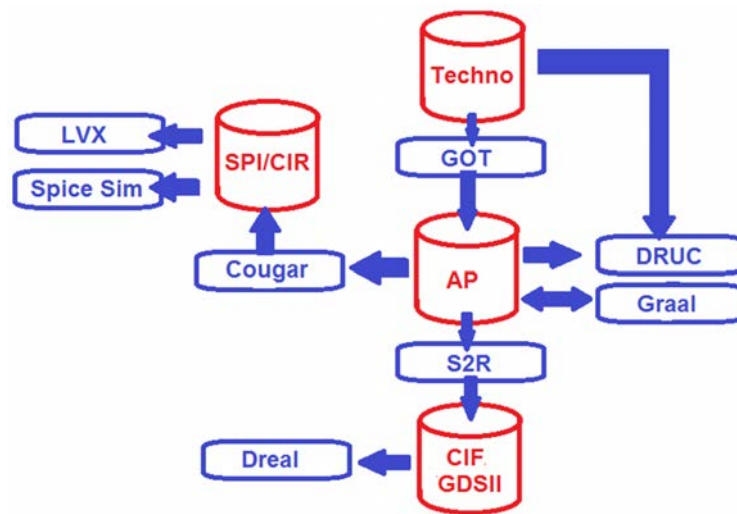 Techno
LVX
SPI/CIR
GOT
Spice Sim
Cougar
AP
DRUC
Graal
S2R
Dreal
CIF.
GDSII